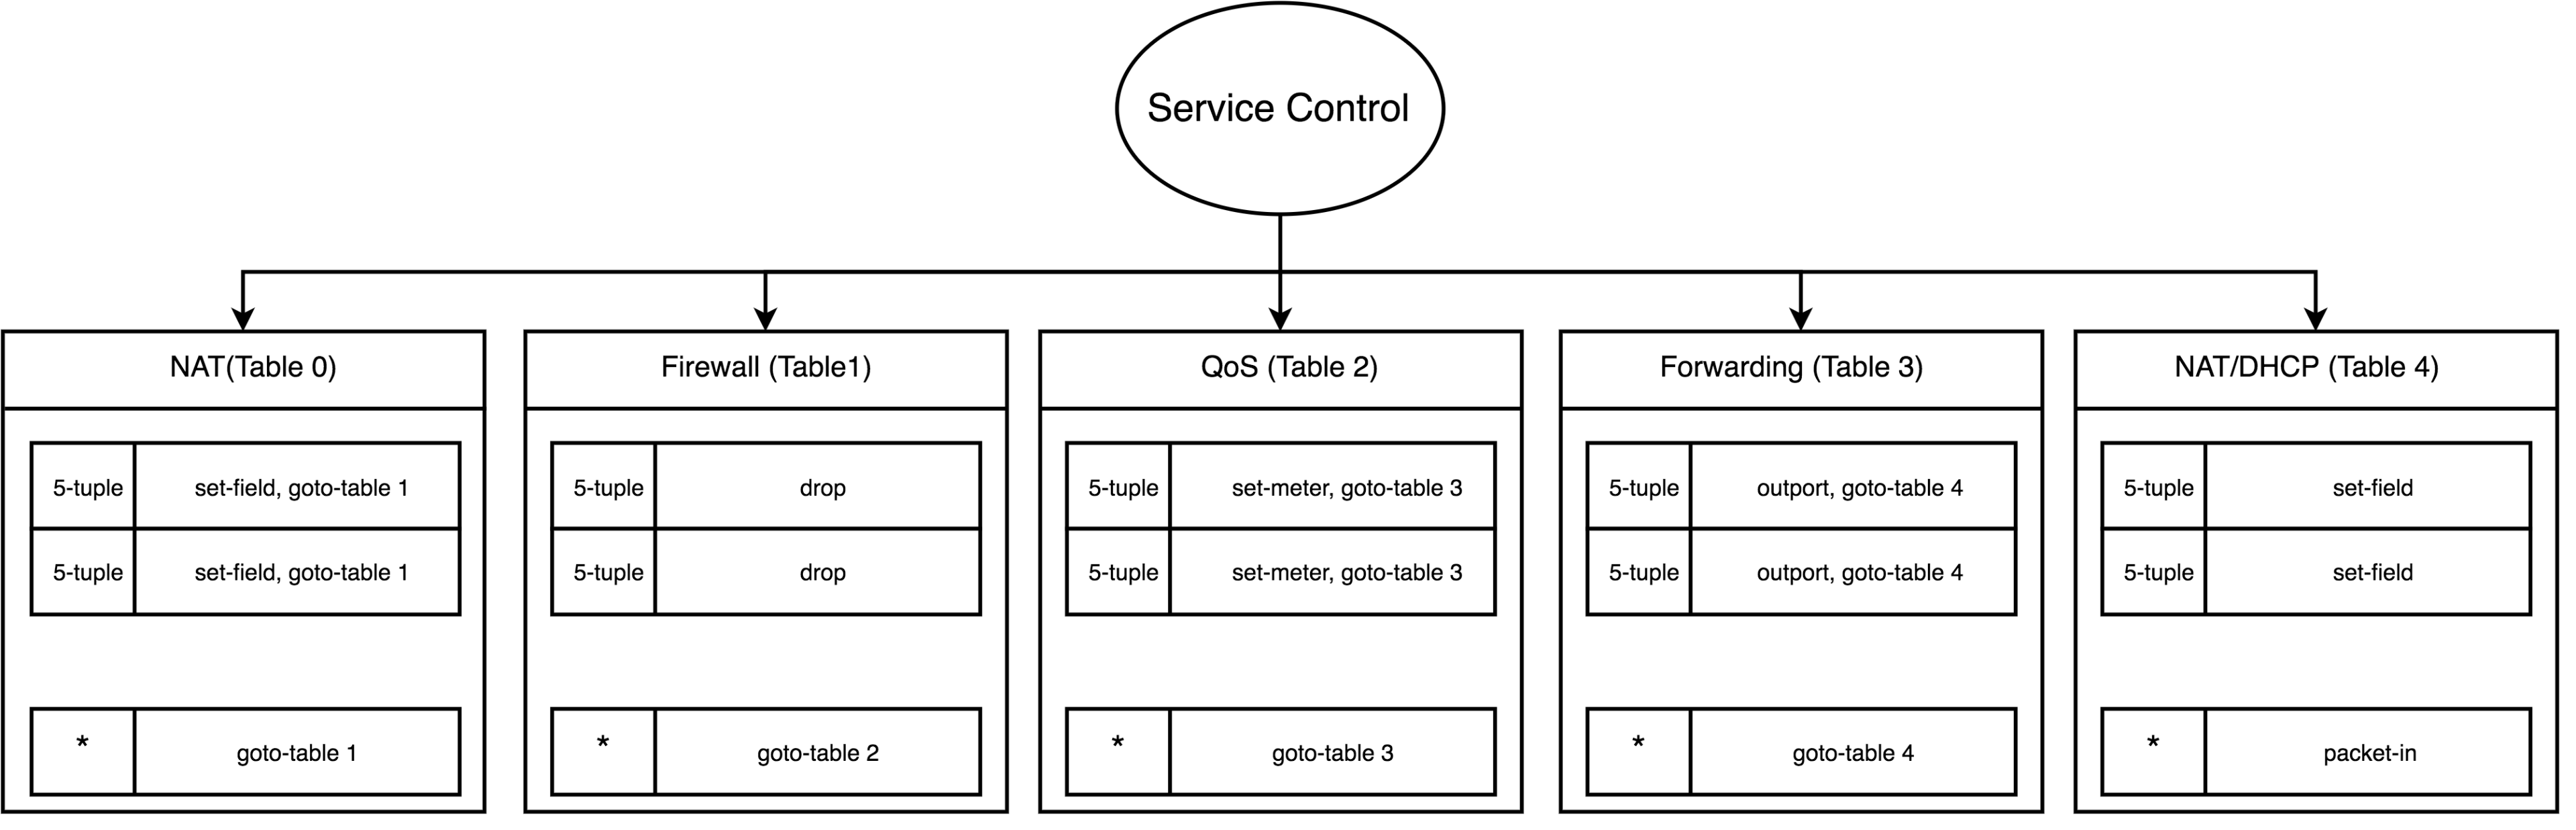 Service Control
NAT(Table 0)
5-tuple set-field, goto-table 1
5-tuple set-field, goto-table 1
* goto-table 1
Firewall (Table1)
5-tuple drop
5-tuple drop
* goto-table 2
QoS (Table 2)
5-tuple set-meter, goto-table 3
5-tuple set-meter, goto-table 3
* goto-table 3
Forwarding (Table 3)
5-tuple outport, goto-table 4
5-tuple outport, goto-table 4
* goto-table 4
NAT/DHCP (Table 4)
5-tuple set-field
5-tuple set-field
* packet-in